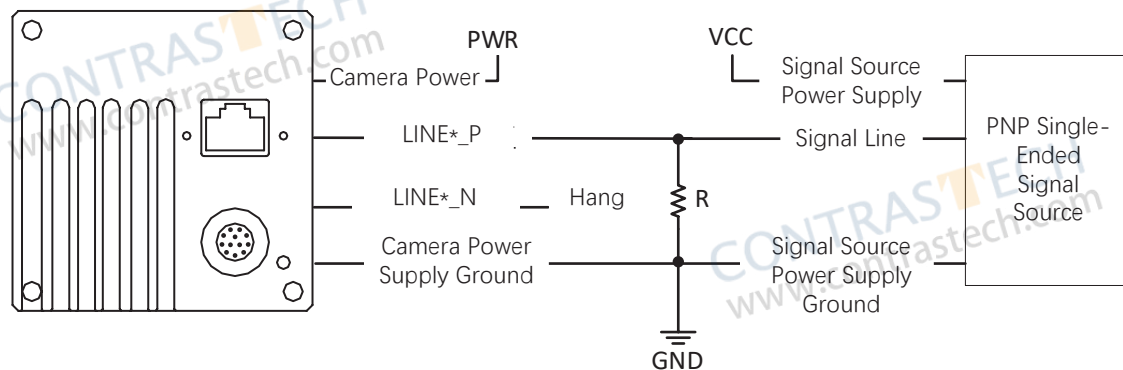 PWR
VCC
Camera Power
Signal Source
Power Supply
LINE*_P
Signal Line
PNP Single-
Ended
Signal
Source
LINE*_N
Hang
R
Camera Power
Supply Ground
Signal Source
Power Supply
Ground
GND
CONTRASTECH
www.contrastech.com
CONTRASTECH
www.contrastech.com